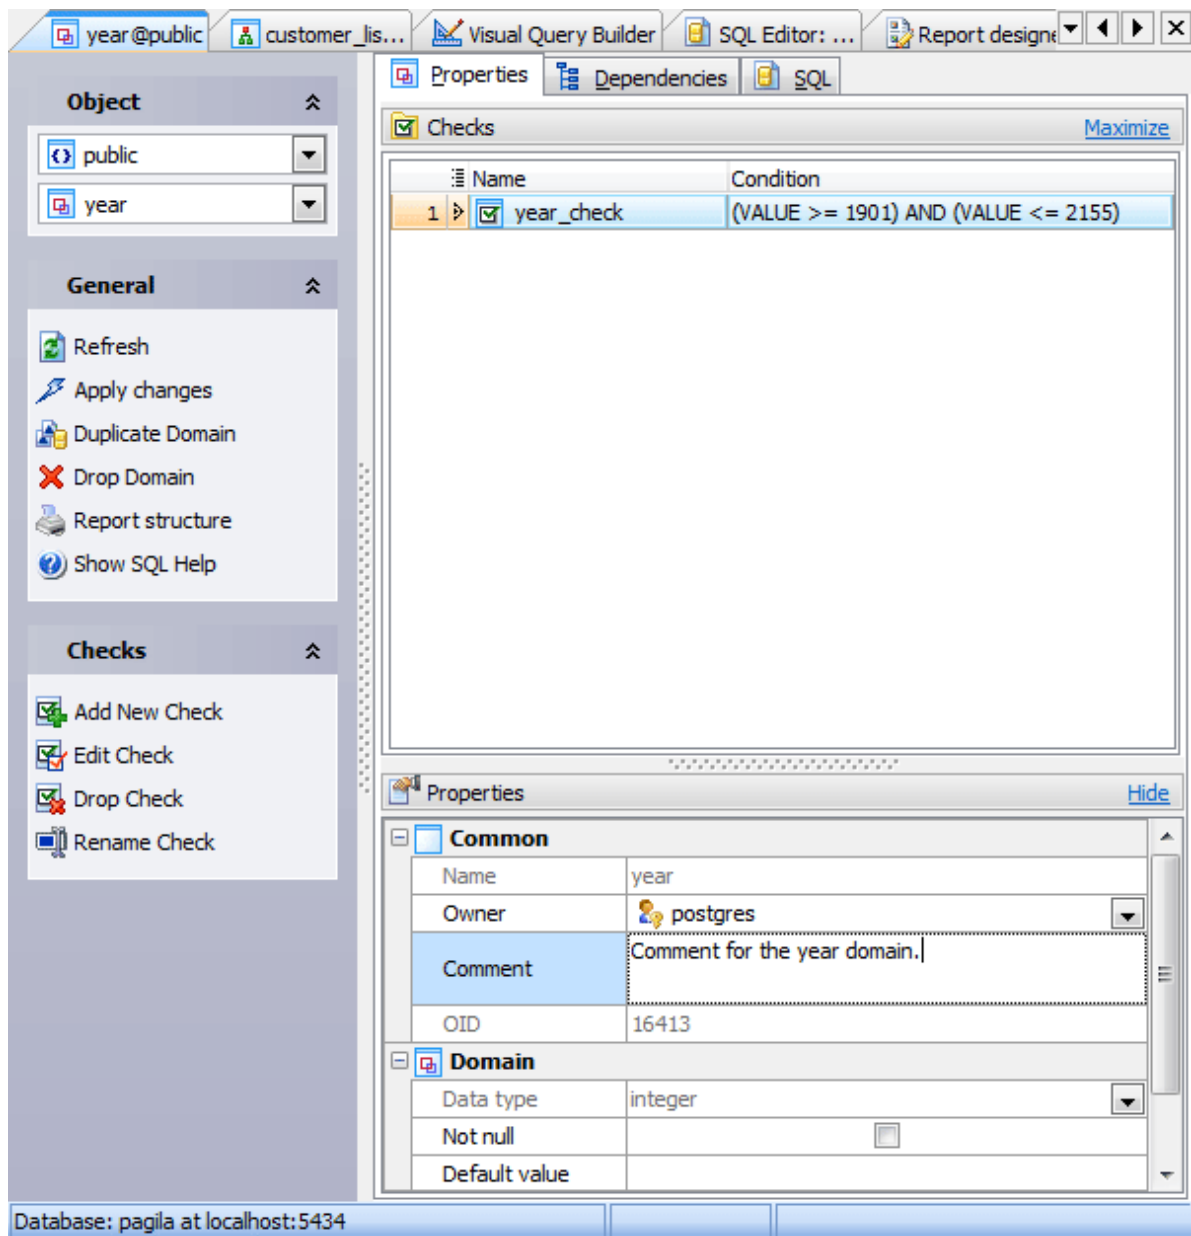 year@public
customer_lis...
Visual Query Builder
SQL Editor: ...
Report designe
Object
public
year
General
Refresh
Apply changes
Duplicate Domain
Drop Domain
Report structure
Show SQL Help
Checks
Add New Check
Edit Check
Drop Check
Rename Check
Properties
Dependencies
SQL
Checks
Maximize
Name
Condition
1
year_check
(VALUE >= 1901) AND (VALUE <= 2155)
Properties
Hide
Common
Name
year
Owner
postgres
Comment
Comment for the year domain.
OID
16413
Domain
Data type
integer
Not null
Default value
Database: pagila at localhost:5434